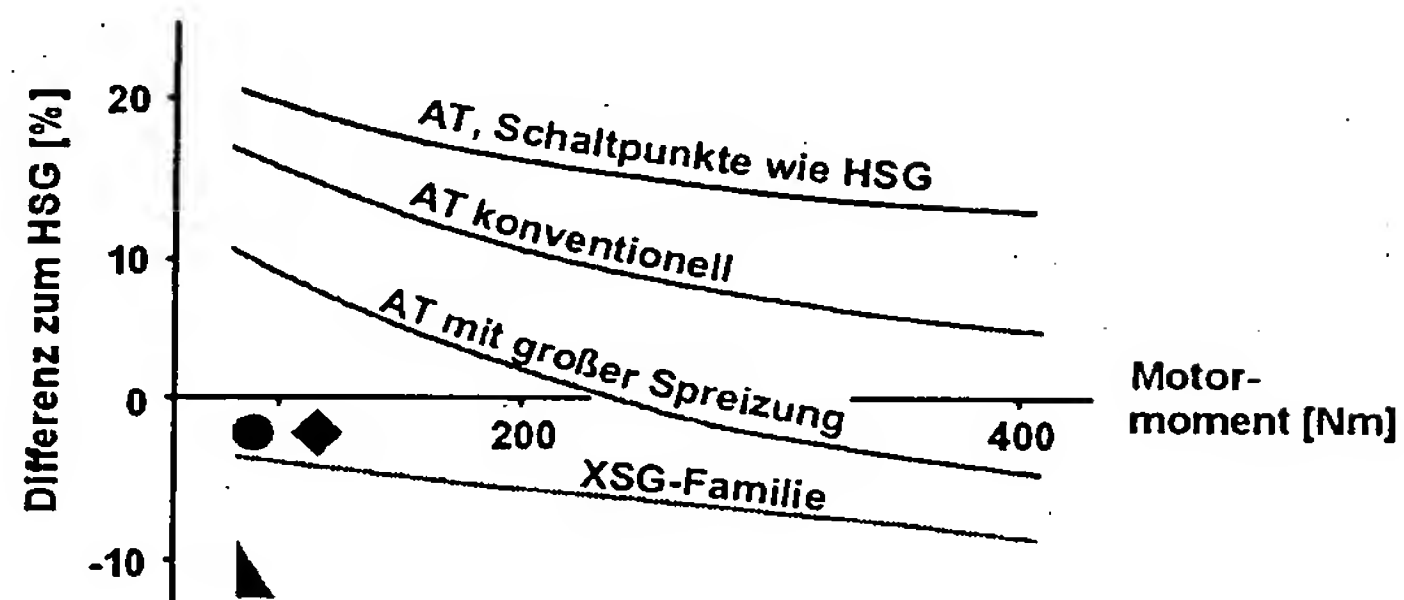 Differenz zum HSG [%]
20
AT, Schaltpunkte wie HSG
AT konventionell
10
AT mit großer Spreizung
Motor-
moment [Nm]
0
200
400
XSG-Familie
-10